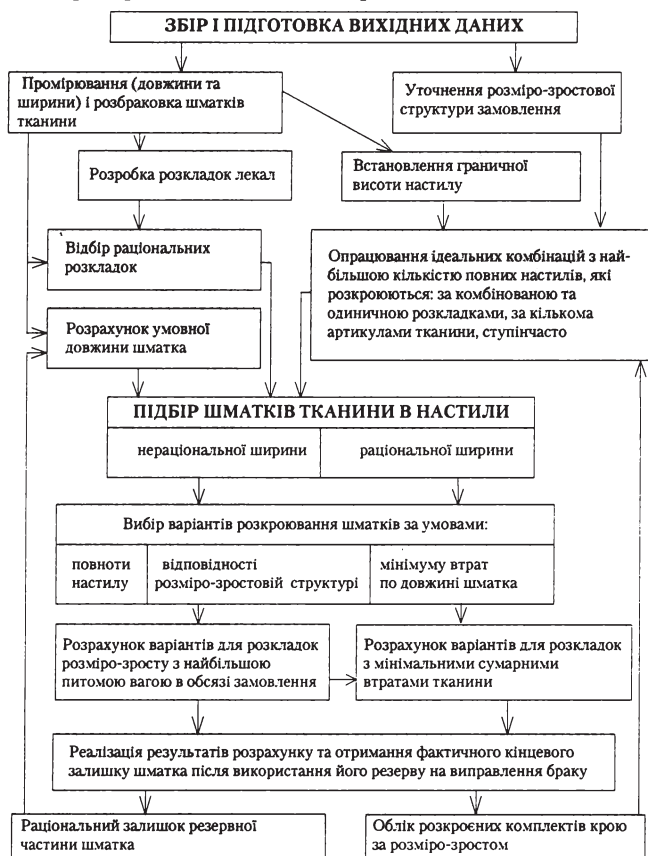 ЗБІР І ПІДГОТОВКА ВИХІДНИХ ДАНИХ
Промірювання (довжини та
ширини) і розбраковка шматків
тканини
Уточнення розміро-зростової
структури замовлення
Розробка розкладок лекал
Встановлення граничної
висоти настилу
Відбір раціональних
розкладок
Опрацювання ідеальних комбінацій з най-
більшою кількістю повних настилів, які
розкроюються: за комбінованою та
одиничною розкладками, за кількома
артикулами тканини, ступінчасто
Розрахунок умовної
довжини шматка
ПІДБІР ШМАТКІВ ТКАНИНИ В НАСТИЛИ
нераціональної ширини
раціональної ширини
Вибір варіантів розкроювання шматків за умовами:
повноти
настилу
відповідності
розміро-зростовій структурі
мінімуму втрат
по довжині шматка
Розрахунок варіантів для розкладок
розміро-зросту з найбільшою
питомою вагою в обсязі замовлення
Розрахунок варіантів для розкладок
з мінімальними сумарними
втратами тканини
Реалізація результатів розрахунку та отримання фактичного кінцевого
залишку шматка після використання його резерву на виправлення браку
Раціональний залишок резервної
частини шматка
Облік розкроєних комплектів крою
за розміро-зростом